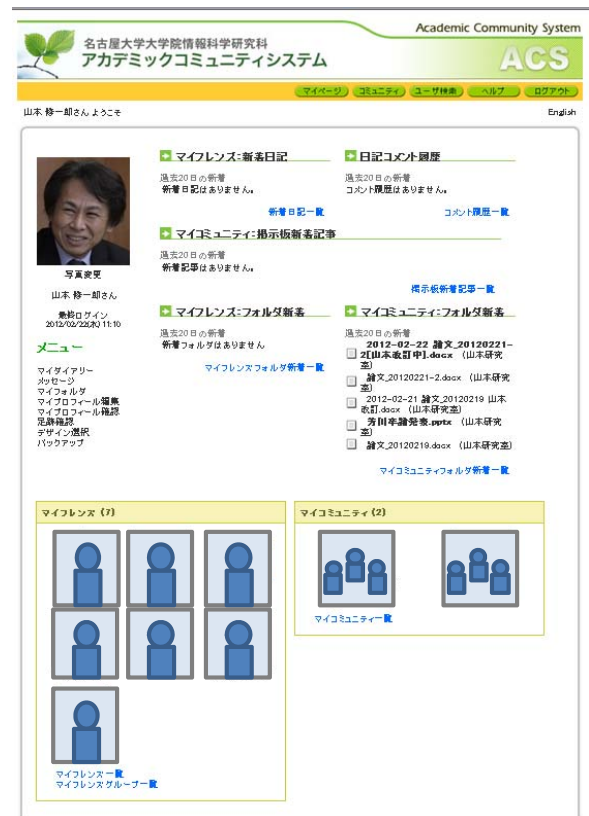 Academic Community System
名古屋大学大学院情報科学研究科
アカデミックコミュニティシステム
ACS
マイページ コミュニティ ユーザ検索 ヘルプ ログアウト
山本 修一郎さん ようこそ
English
マイフレンズ:新着日記
過去20日の新着
新着日記はありません。
新着日記一覧
日記コメント履歴
過去20日の新着
コメント履歴はありません。
コメント履歴一覧
マイコミュニティ:掲示板新着記事
過去20日の新着
新着記事はありません。
掲示板新着記事一覧
写真変更
山本 修一郎さん
最終ログイン
2012/02/22(水) 11:10
メニュー
マイダイアリー
メッセージ
マイフォルダ
マイプロフィール編集
マイプロフィール確認
足跡確認
デザイン選択
バックアップ
マイフレンズ:フォルダ新着
過去20日の新着
新着フォルダはありません
マイフレンズフォルダ新着一覧
マイコミュニティ:フォルダ新着
過去20日の新着
2012-02-22 論文_20120221-
2[山本改訂中].docx (山本研究
室)
論文_20120221-2.docx (山本研究
室)
2012-02-21 論文_20120219 山本
改訂.docx (山本研究室)
芳川卒論発表.pptx (山本研究
室)
論文_20120219.docx (山本研究室)
マイコミュニティフォルダ新着一覧
マイフレンズ (7)
マイフレンズ一覧
マイフレンズグループ一覧
マイコミュニティ (2)
マイコミュニティ一覧